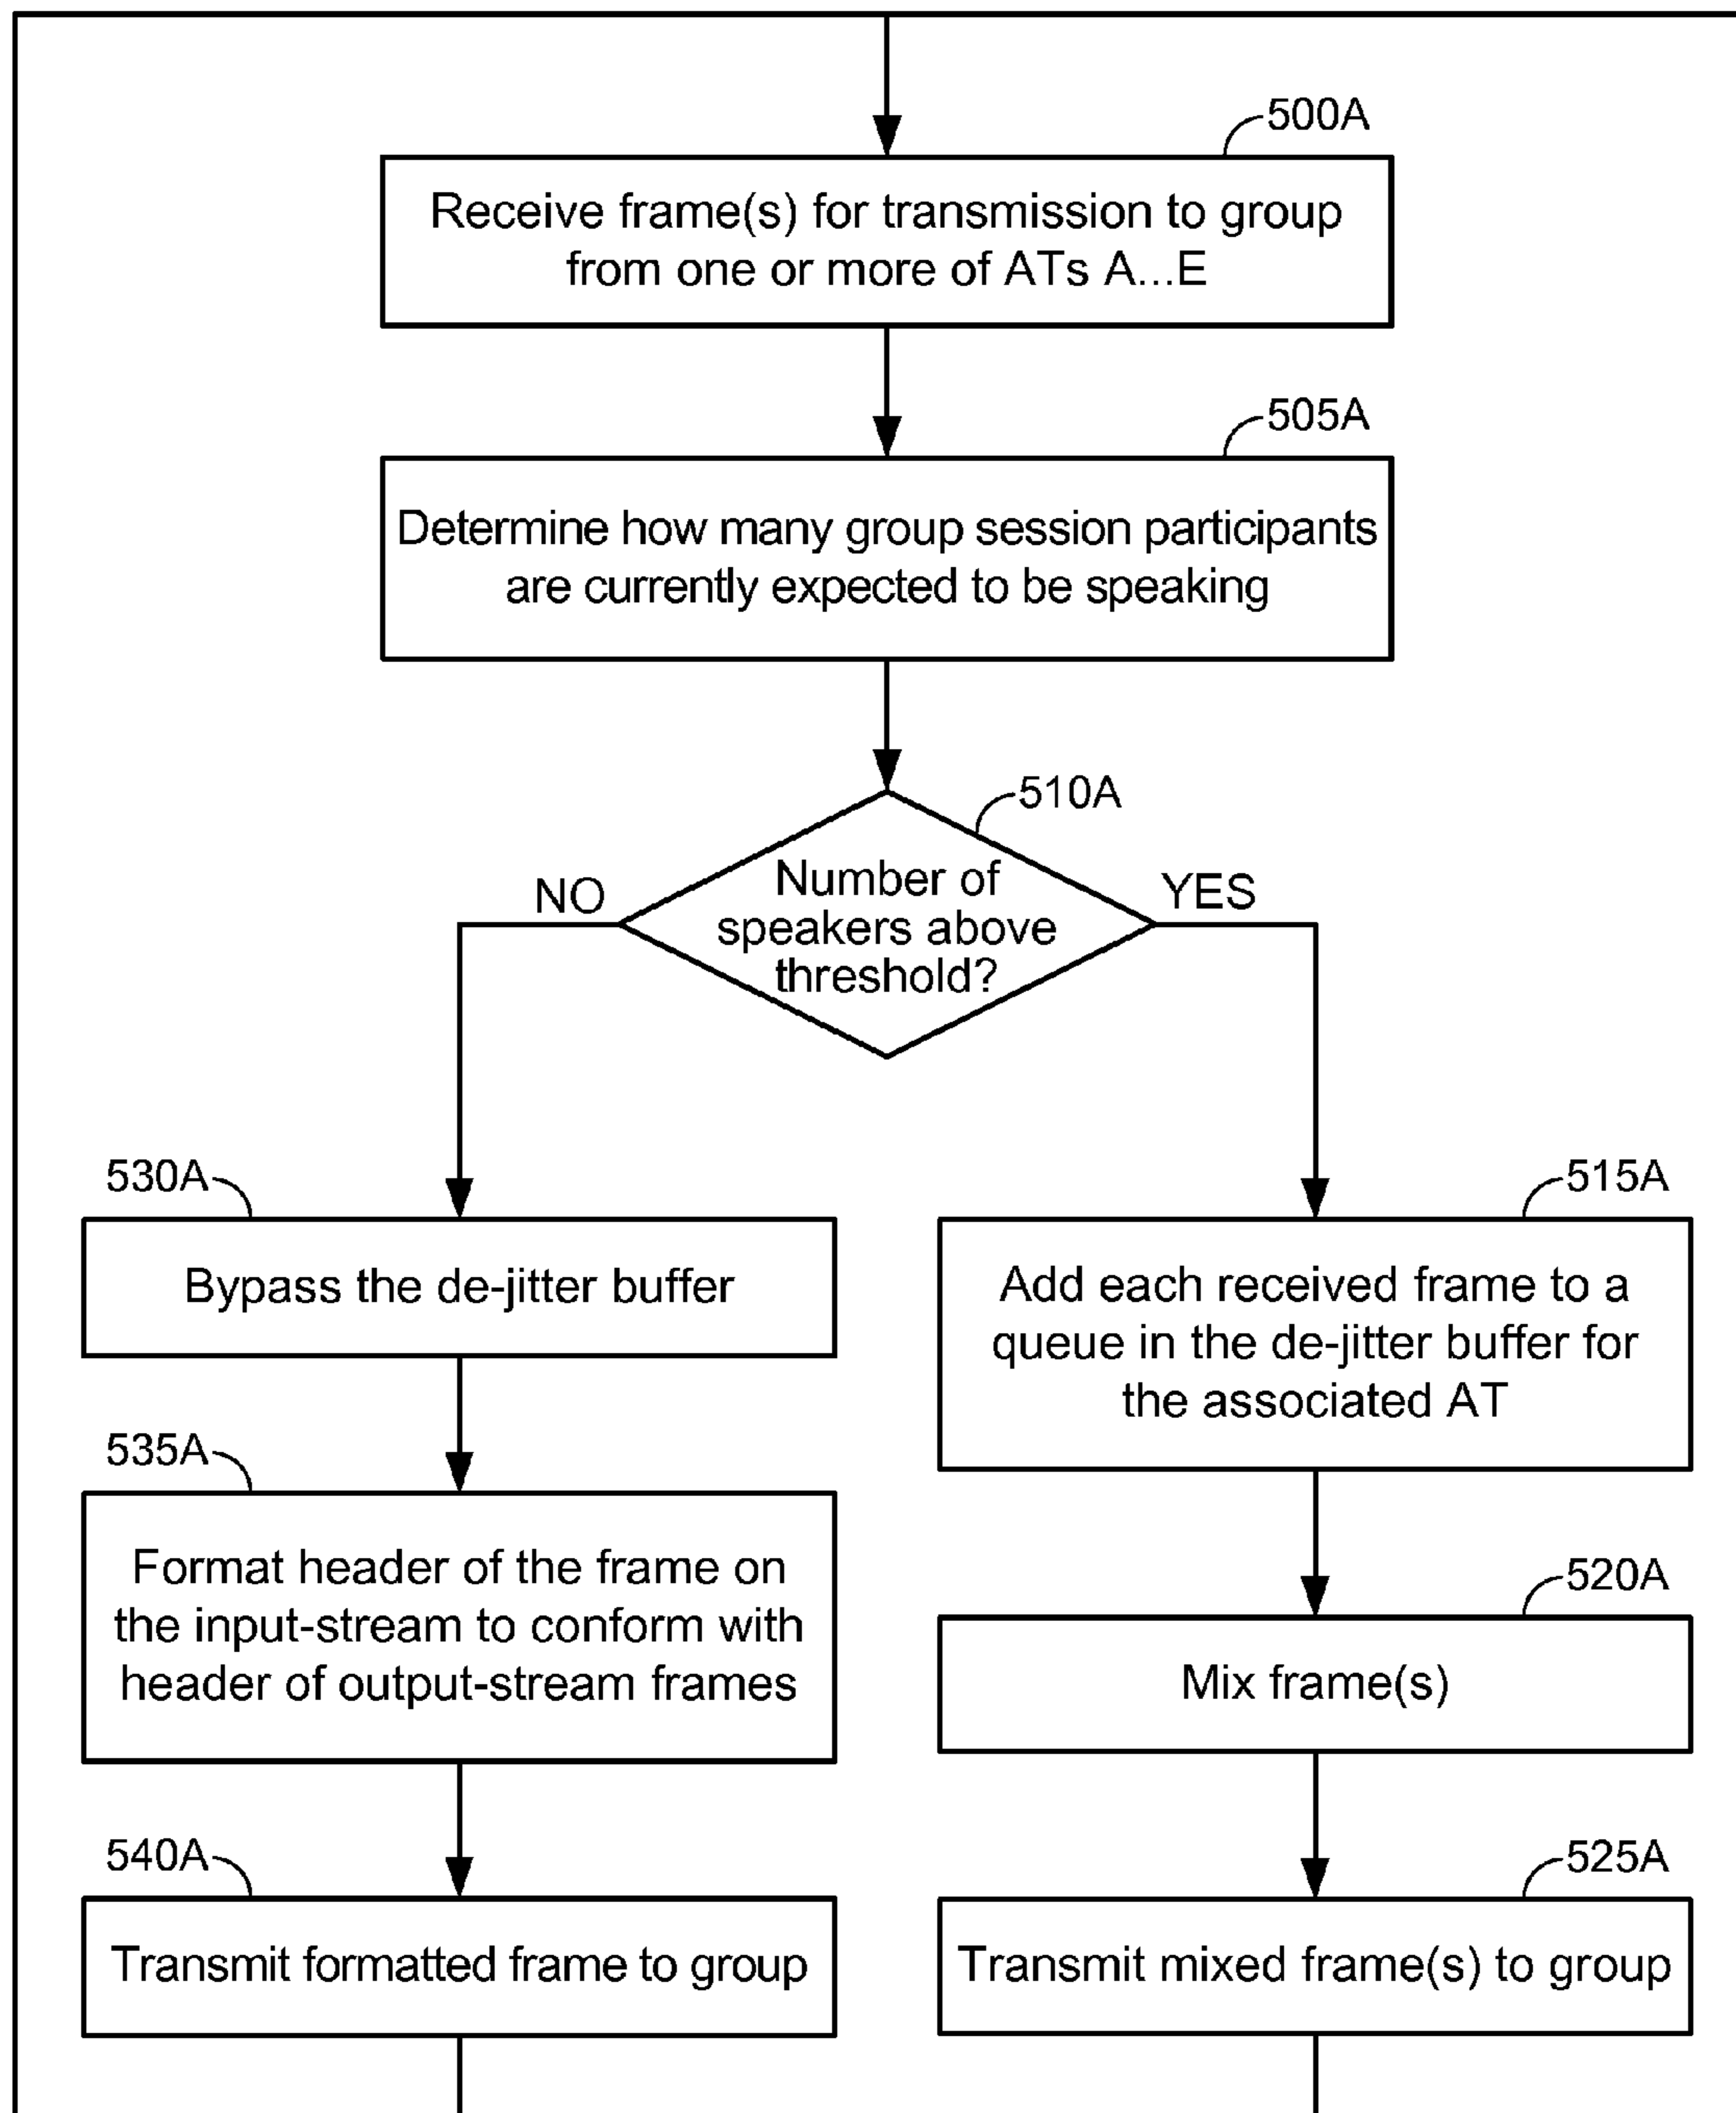 500A
Receive frame(s) for transmission to group
from one or more of ATs A...E
505A
Determine how many group session participants
are currently expected to be speaking
510A
Number of
speakers above
threshold?
NO
YES
530A
Bypass the de-jitter buffer
515A
Add each received frame to a
queue in the de-jitter buffer for
the associated AT
535A
Format header of the frame on
the input-stream to conform with
header of output-stream frames
520A
Mix frame(s)
540A
Transmit formatted frame to group
525A
Transmit mixed frame(s) to group